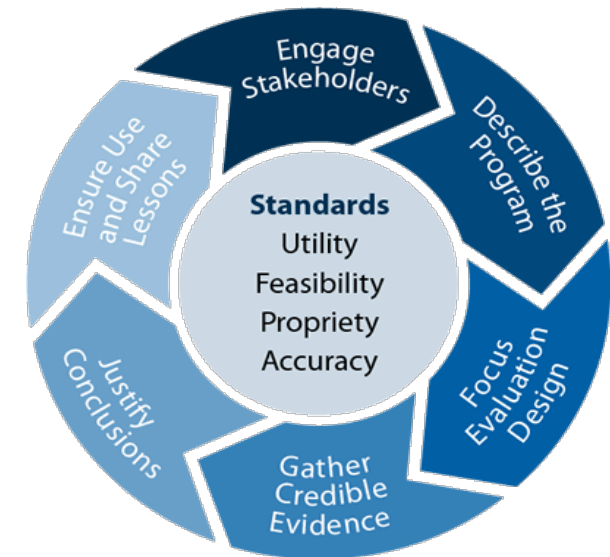 Engage
Stakeholders
Describe the
Program
Focus
Evaluation
Design
Gather
Credible
Evidence
Justify
Conclusions
Ensure Use
and Share
Lessons
Standards
Utility
Feasibility
Propriety
Accuracy